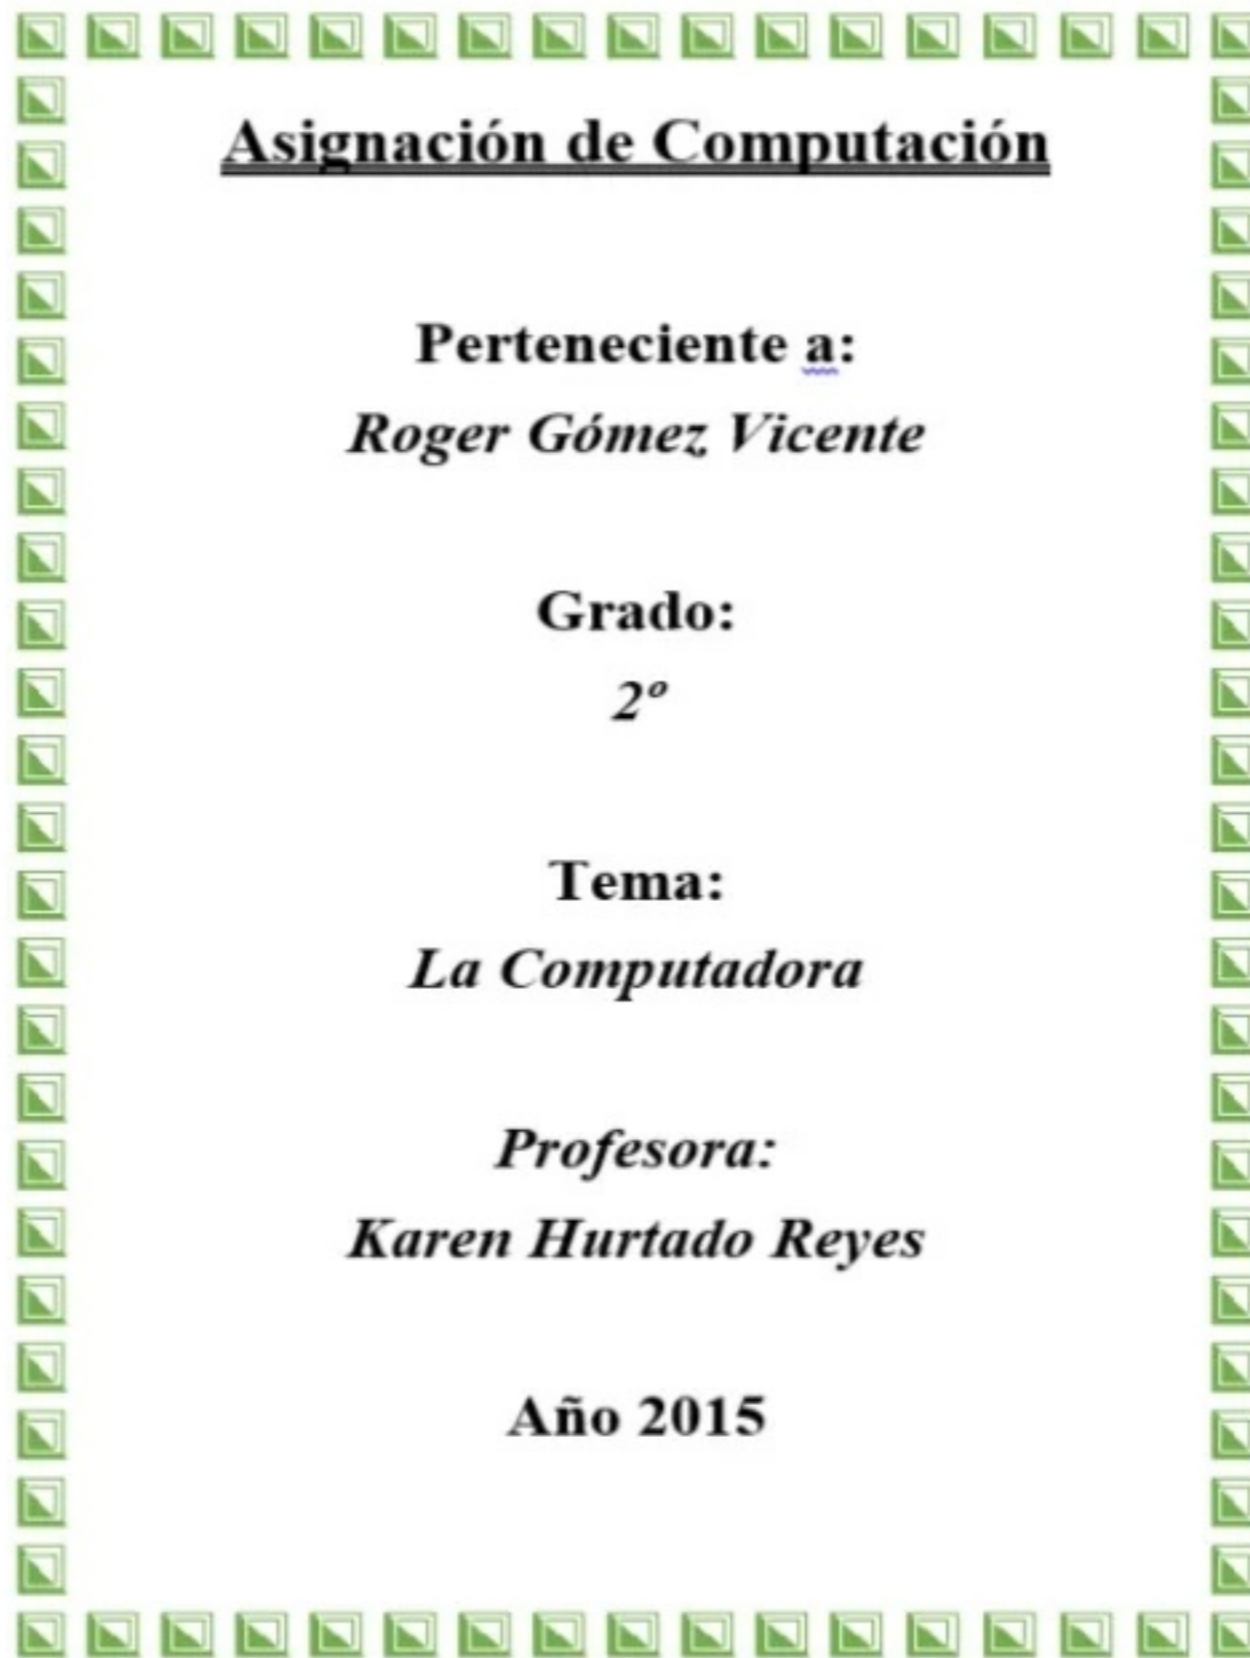 Asignación de Computación
Perteneciente a:
Roger Gómez Vicente
Grado:
2º
Tema:
La Computadora
Profesora:
Karen Hurtado Reyes
Año 2015